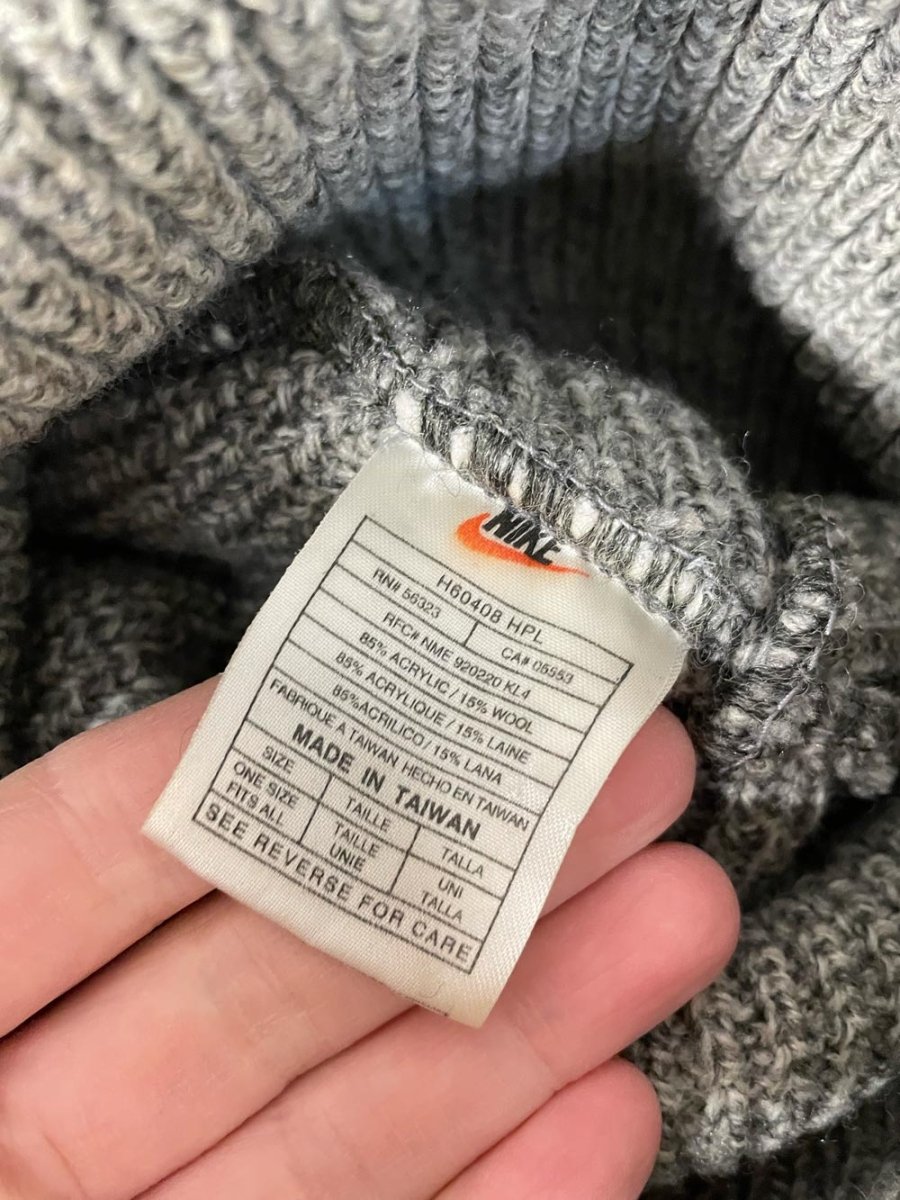 NIKE
H60408 HPL
RN# 56323 CA# 05553
RFC# NME 920220 KL4
85% ACRYLIC / 15% WOOL
85% ACRYLIQUE / 15% LAINE
85%ACRILICO / 15% LANA
FABRIQUE A TAIWAN HECHO EN TAIWAN
MADE IN TAIWAN
SIZE TAILLE TALLA
ONE SIZE TAILLE UNI
FITS ALL UNIE TALLA
SEE REVERSE FOR CARE